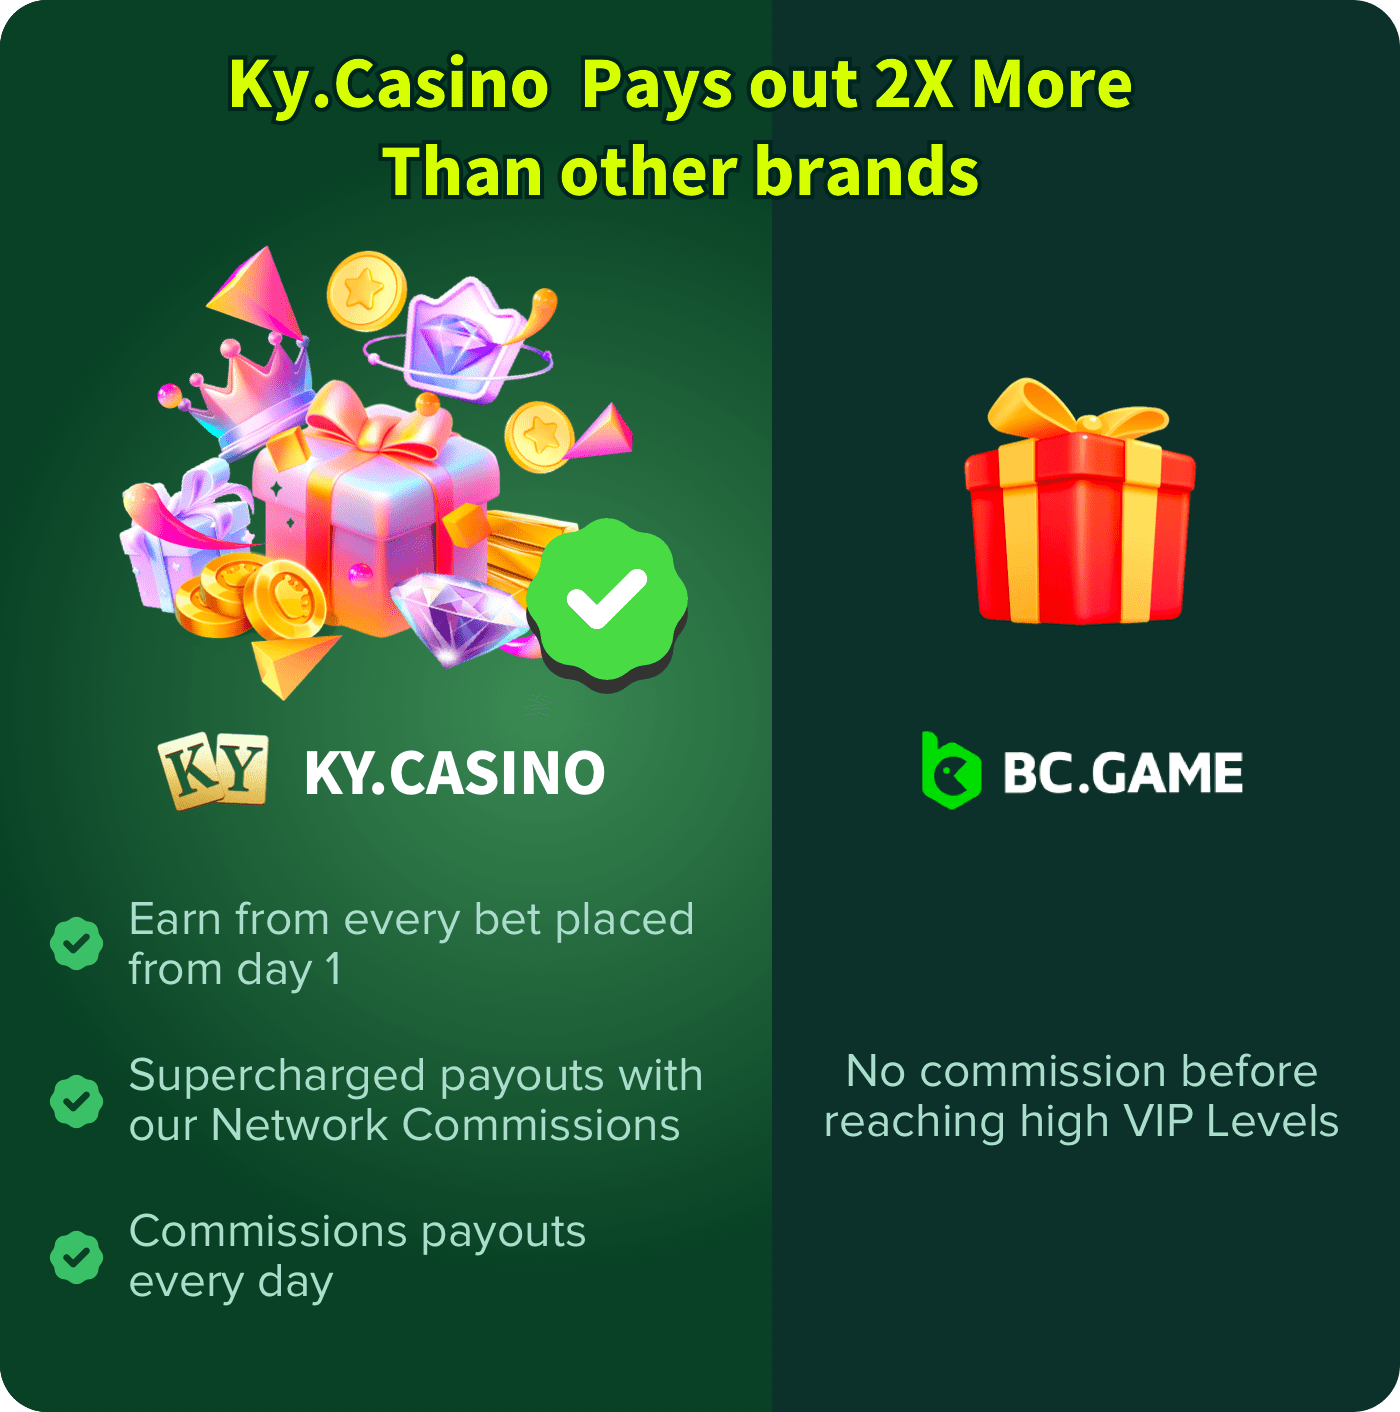 Ky.Casino Pays out 2X More
Than other brands
KY
KY.CASINO
BC.GAME
Earn from every bet placed
from day 1
Supercharged payouts with
our Network Commissions
Commissions payouts
every day
No commission before
reaching high VIP Levels